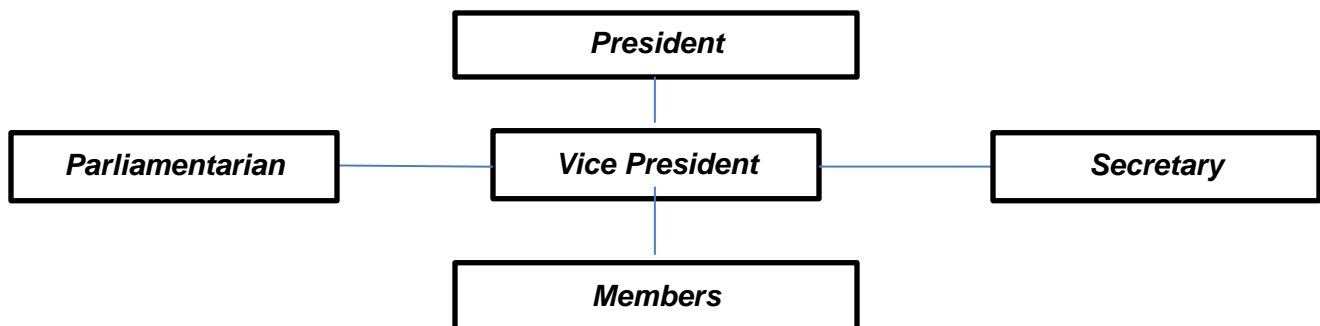 President
Parliamentarian
Vice President
Secretary
Members